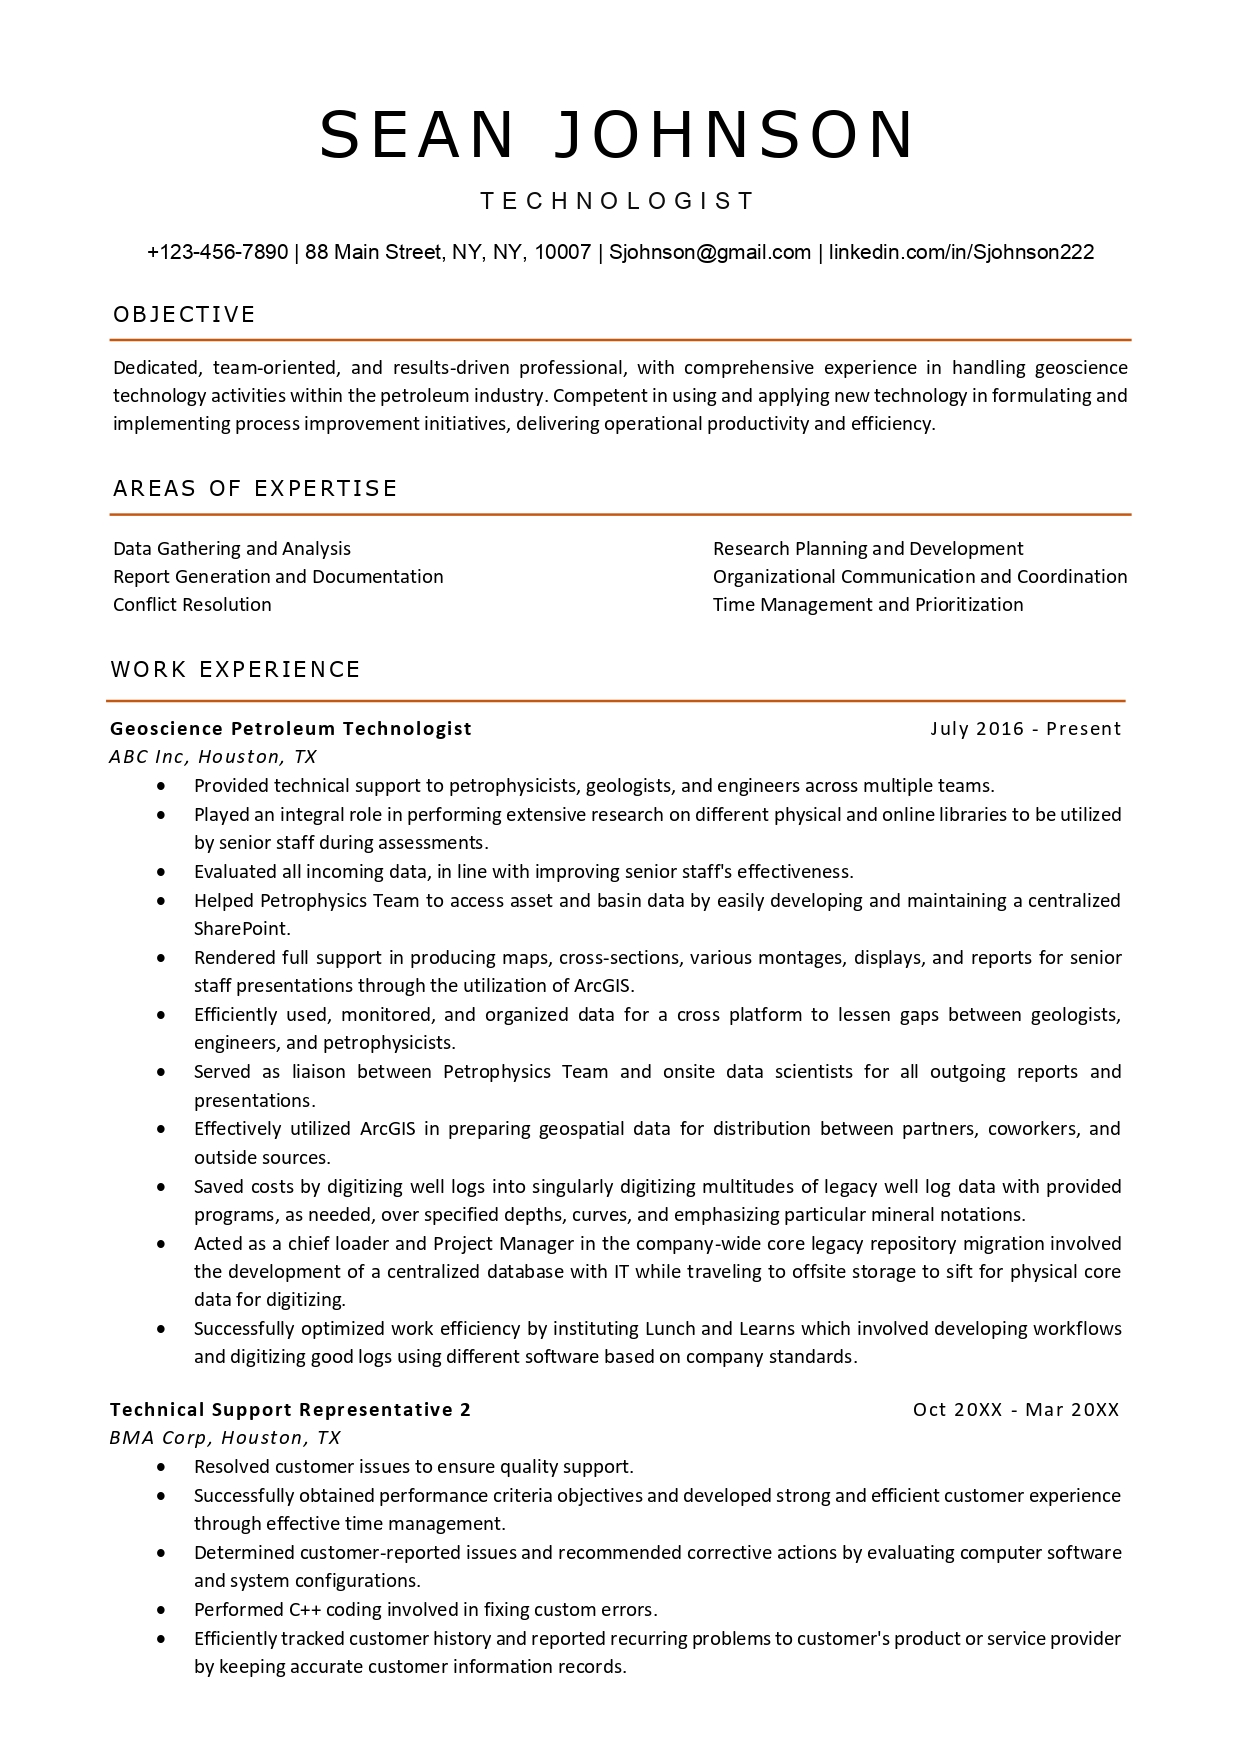 SEAN JOHNSON
TECHNOLOGIST
+123-456-7890 | 88 Main Street, NY, NY, 10007 | Sjohnson@gmail.com | linkedin.com/in/Sjohnson222
OBJECTIVE
Dedicated, team-oriented, and results-driven professional, with comprehensive experience in handling geoscience
technology activities within the petroleum industry. Competent in using and applying new technology in formulating and
implementing process improvement initiatives, delivering operational productivity and efficiency.
AREAS OF EXPERTISE
Data Gathering and Analysis
Report Generation and Documentation
Conflict Resolution
Research Planning and Development
Organizational Communication and Coordination
Time Management and Prioritization
WORK EXPERIENCE
Geoscience Petroleum Technologist July 2016 - Present
ABC Inc, Houston, TX
• Provided technical support to petrophysicists, geologists, and engineers across multiple teams.
• Played an integral role in performing extensive research on different physical and online libraries to be utilized
by senior staff during assessments.
• Evaluated all incoming data, in line with improving senior staff's effectiveness.
• Helped Petrophysics Team to access asset and basin data by easily developing and maintaining a centralized
SharePoint.
• Rendered full support in producing maps, cross-sections, various montages, displays, and reports for senior
staff presentations through the utilization of ArcGIS.
• Efficiently used, monitored, and organized data for a cross platform to lessen gaps between geologists,
engineers, and petrophysicists.
• Served as liaison between Petrophysics Team and onsite data scientists for all outgoing reports and
presentations.
• Effectively utilized ArcGIS in preparing geospatial data for distribution between partners, coworkers, and
outside sources.
• Saved costs by digitizing well logs into singularly digitizing multitudes of legacy well log data with provided
programs, as needed, over specified depths, curves, and emphasizing particular mineral notations.
• Acted as a chief loader and Project Manager in the company-wide core legacy repository migration involved
the development of a centralized database with IT while traveling to offsite storage to sift for physical core
data for digitizing.
• Successfully optimized work efficiency by instituting Lunch and Learns which involved developing workflows
and digitizing good logs using different software based on company standards.
Technical Support Representative 2 Oct 20XX - Mar 20XX
BMA Corp, Houston, TX
• Resolved customer issues to ensure quality support.
• Successfully obtained performance criteria objectives and developed strong and efficient customer experience
through effective time management.
• Determined customer-reported issues and recommended corrective actions by evaluating computer software
and system configurations.
• Performed C++ coding involved in fixing custom errors.
• Efficiently tracked customer history and reported recurring problems to customer's product or service provider
by keeping accurate customer information records.